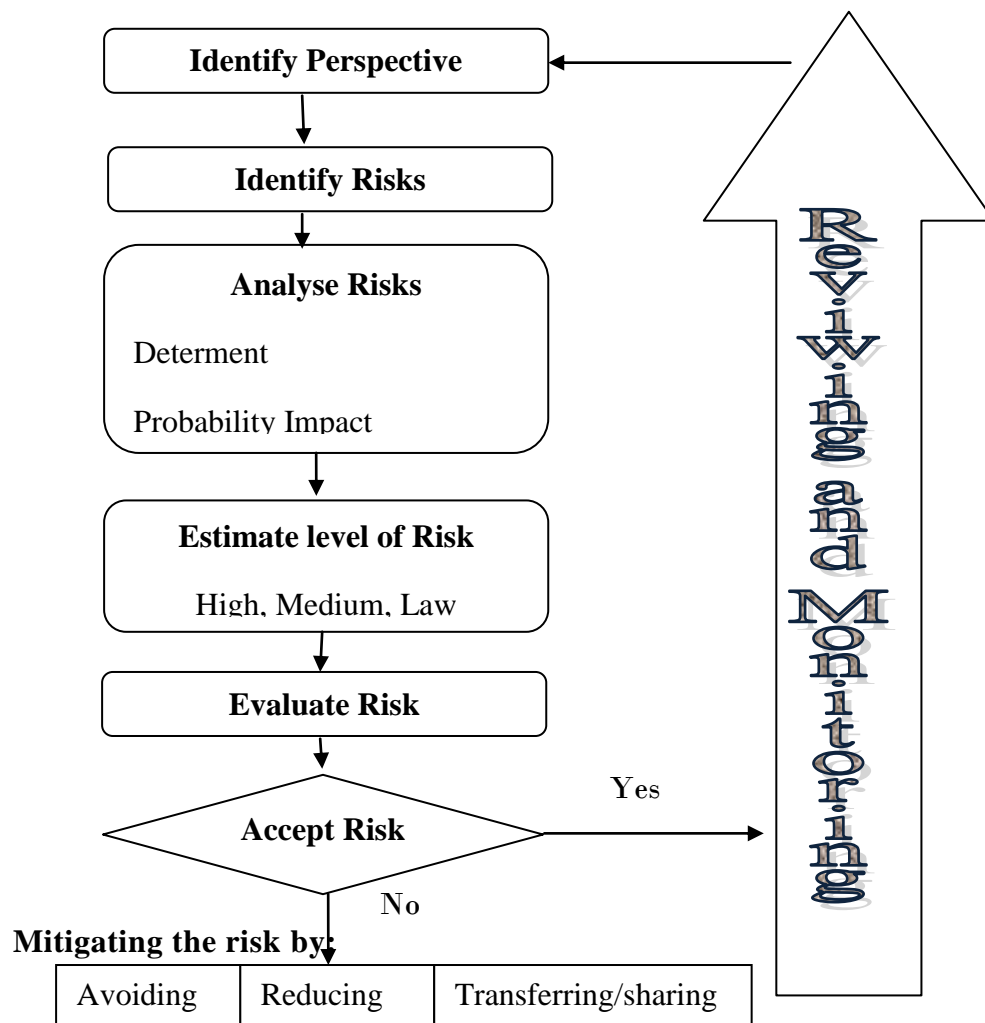 Identify Perspective
Identify Risks
Analyse Risks
Determent
Probability Impact
Estimate level of Risk
High, Medium, Law
Evaluate Risk
Accept Risk
Yes
No
Mitigating the risk by:
Avoiding
Reducing
Transferring/sharing
ReviWing and Monitoring